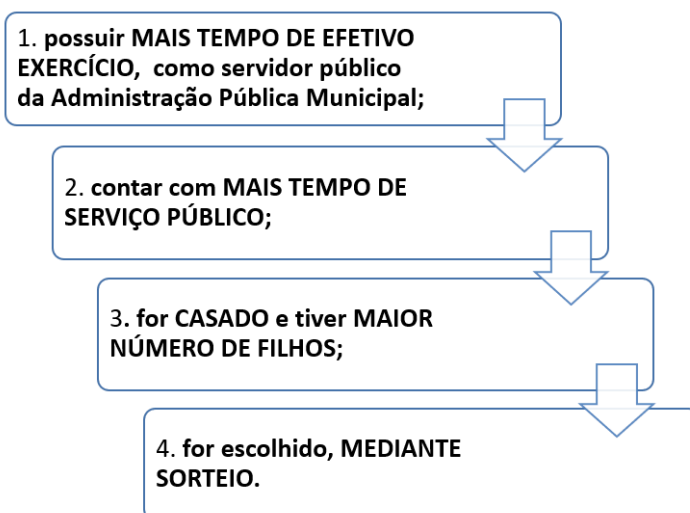 1. possuir MAIS TEMPO DE EFETIVO
EXERCÍCIO, como servidor público
da Administração Pública Municipal;
2. contar com MAIS TEMPO DE
SERVIÇO PÚBLICO;
3. for CASADO e tiver MAIOR
NÚMERO DE FILHOS;
4. for escolhido, MEDIANTE
SORTEIO.